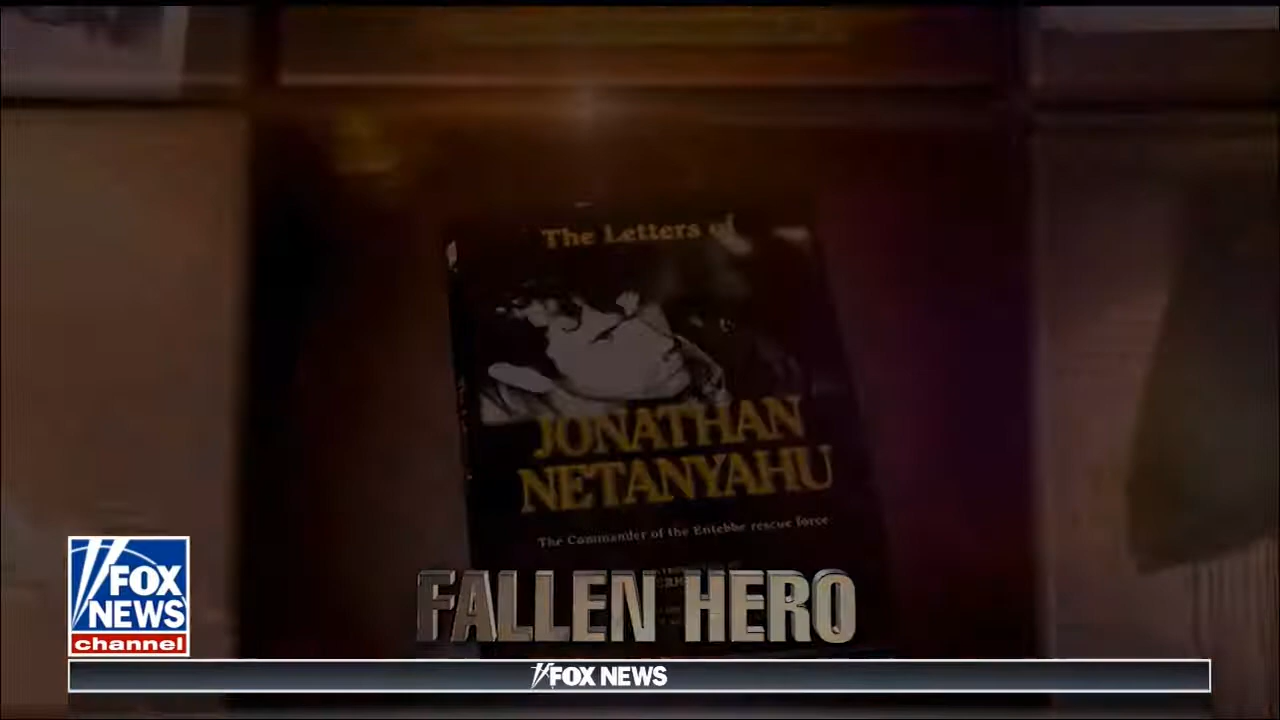 The Letters of
JONATHAN
NETANYAHU
The Commander of the Entebbe rescue force
FALLEN HERO
FOX
NEWS
channel
FOX NEWS